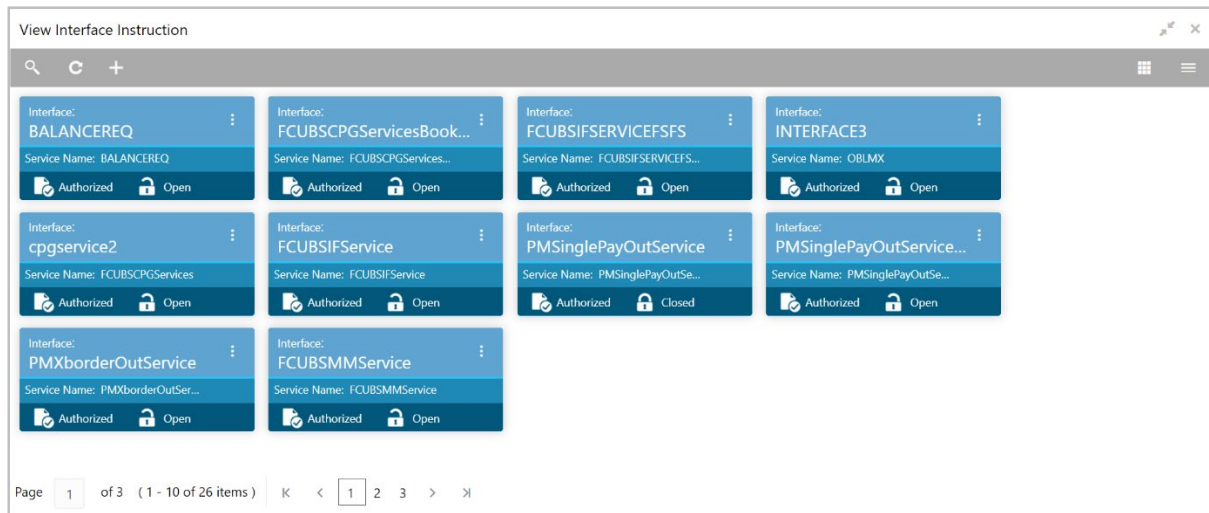 View Interface Instruction
Interface:
BALANCEREQ
Service Name: BALANCEREQ
Authorized Open
Interface:
FCUBSCPGServicesBook...
Service Name: FCUBSCPGServices...
Authorized Open
Interface:
FCUBSIFSERVICEFSFS
Service Name: FCUBSIFSERVICEFS...
Authorized Open
Interface:
INTERFACE3
Service Name: OBLMX
Authorized Open
Interface:
cpgservice2
Service Name: FCUBSCPGServices
Authorized Open
Interface:
FCUBSIFService
Service Name: FCUBSIFService
Authorized Open
Interface:
PMSinglePayOutService
Service Name: PMSinglePayOutSe...
Authorized Closed
Interface:
PMSinglePayOutService...
Service Name: PMSinglePayOutSe...
Authorized Open
Interface:
PMXborderOutService
Service Name: PMXborderOutSer...
Authorized Open
Interface:
FCUBSMMService
Service Name: FCUBSMMService
Authorized Open
Page 1 of 3 ( 1 - 10 of 26 items ) 1 2 3